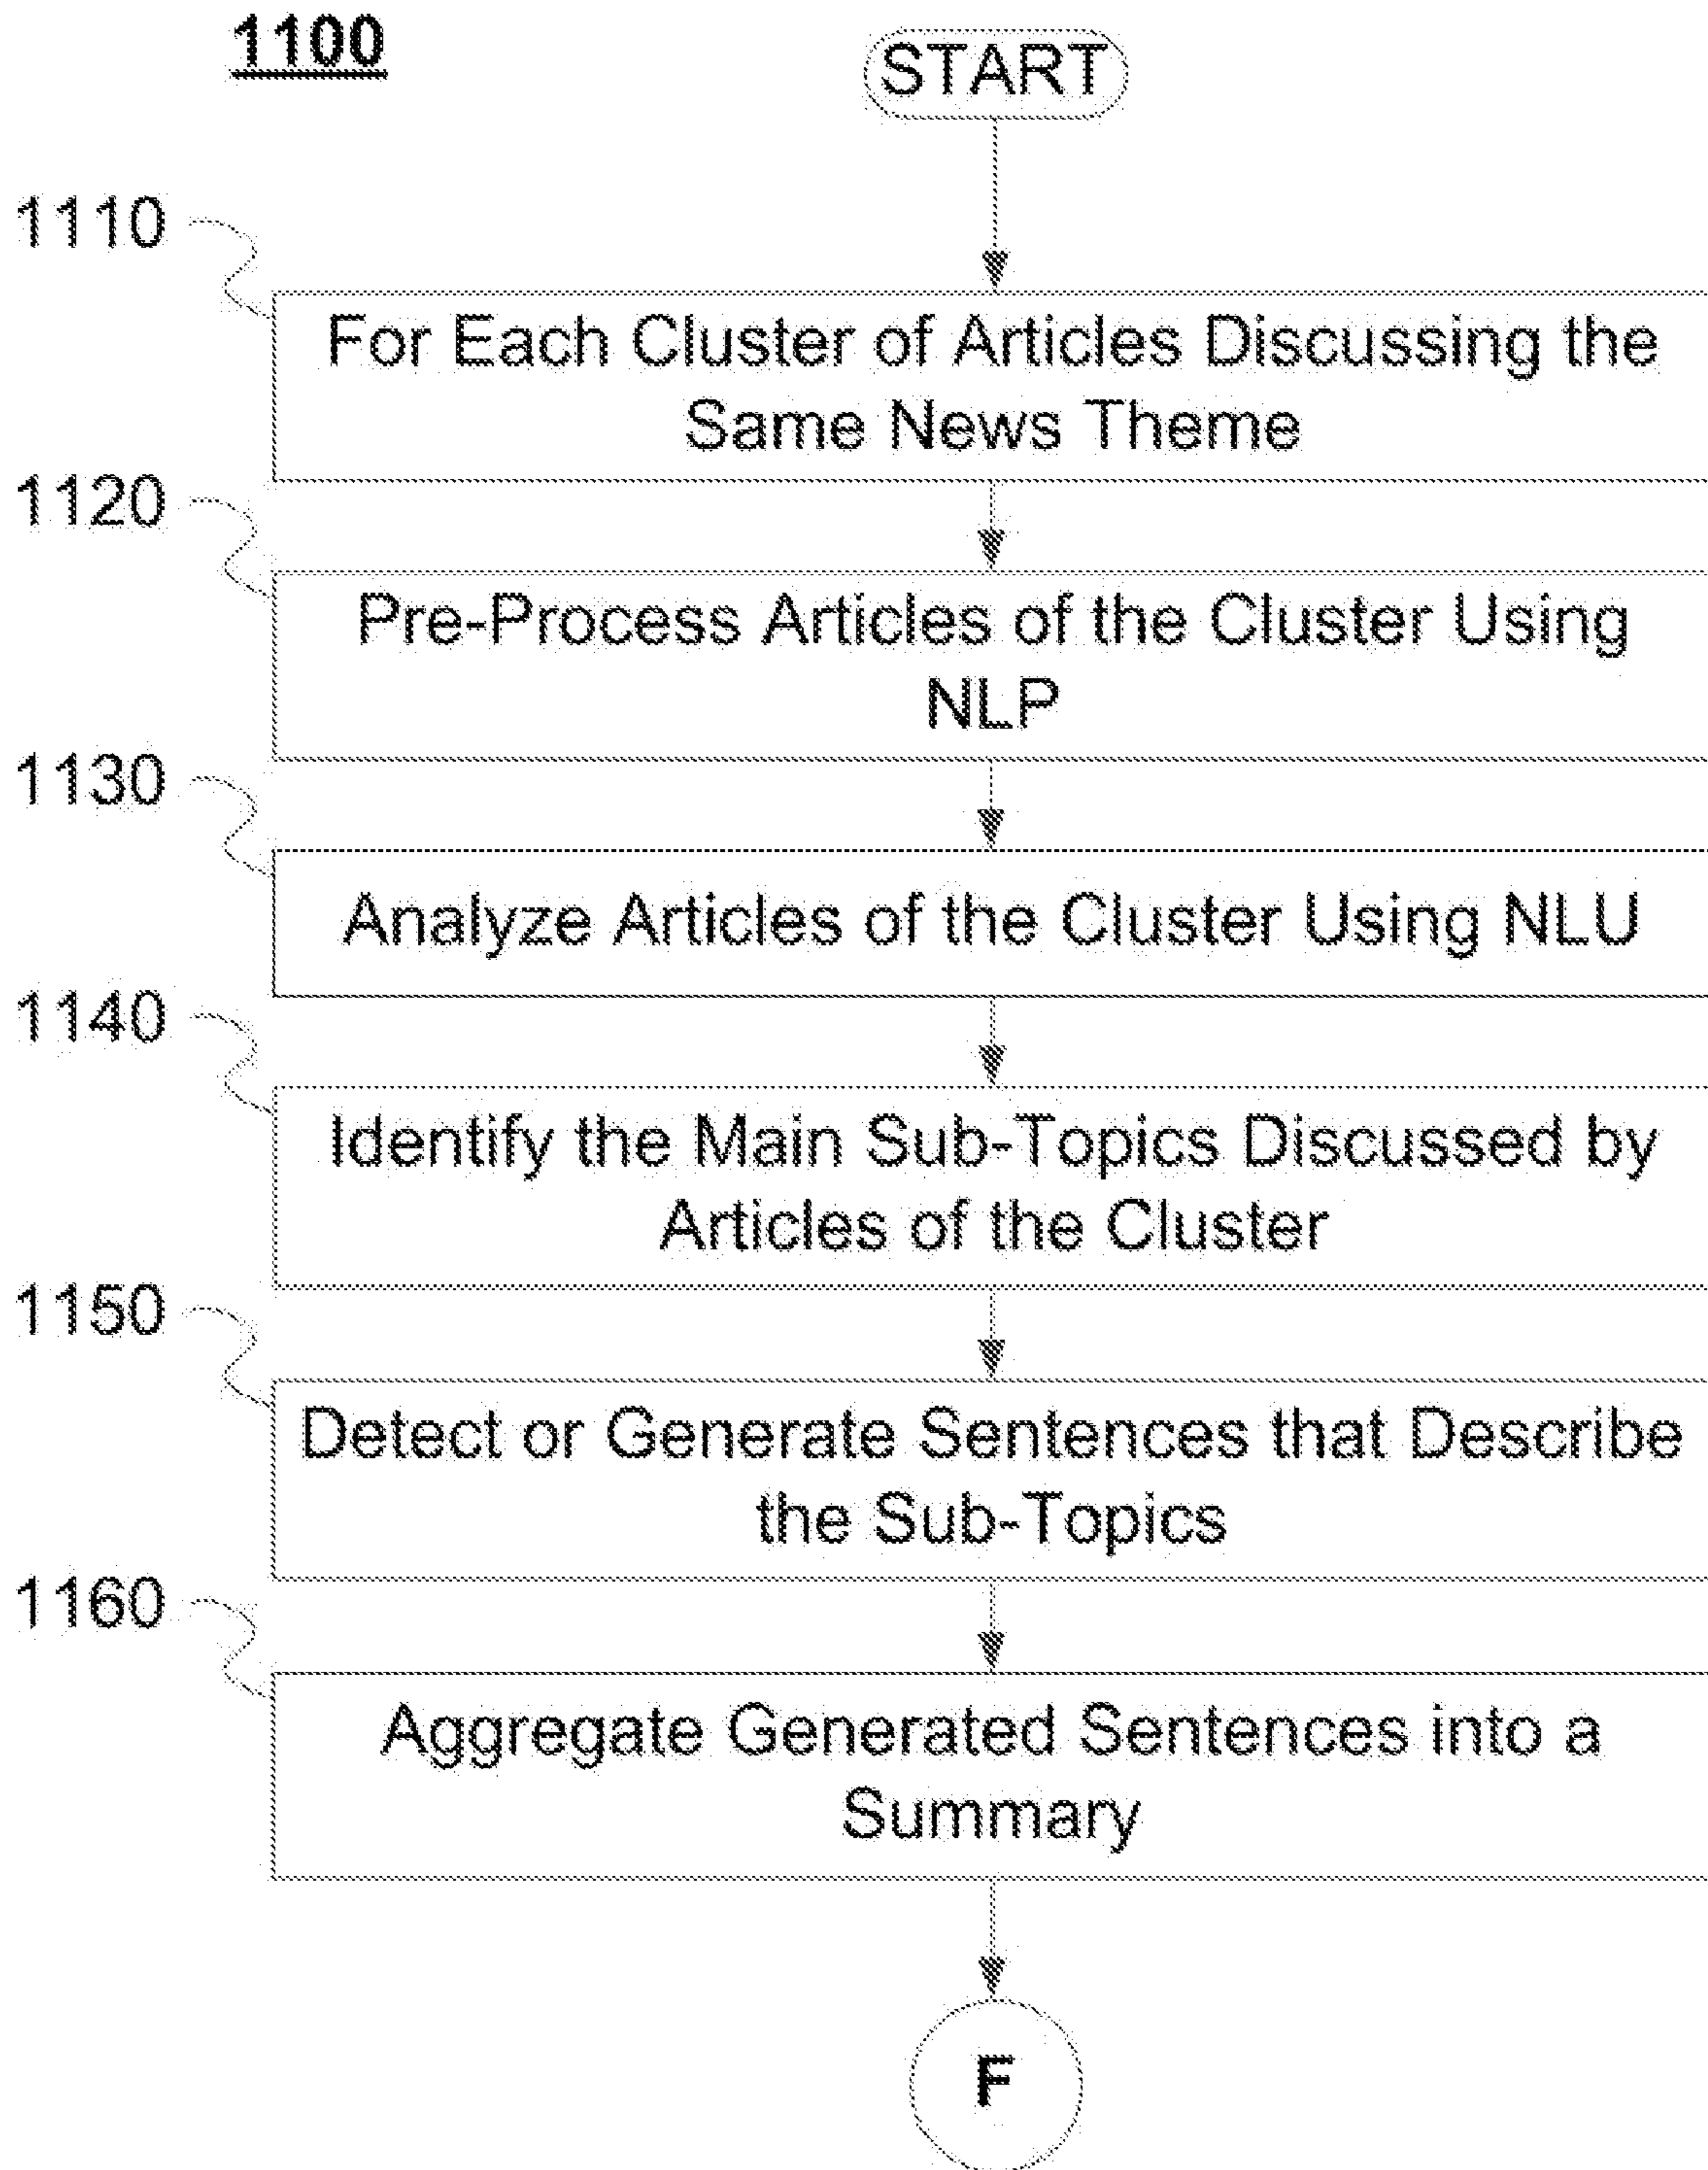 1100
START
1110
For Each Cluster of Articles Discussing the
Same News Theme
1120
Pre-Process Articles of the Cluster Using
NLP
1130
Analyze Articles of the Cluster Using NLU
1140
Identify the Main Sub-Topics Discussed by
Articles of the Cluster
1150
Detect or Generate Sentences that Describe
the Sub-Topics
1160
Aggregate Generated Sentences into a
Summary
F